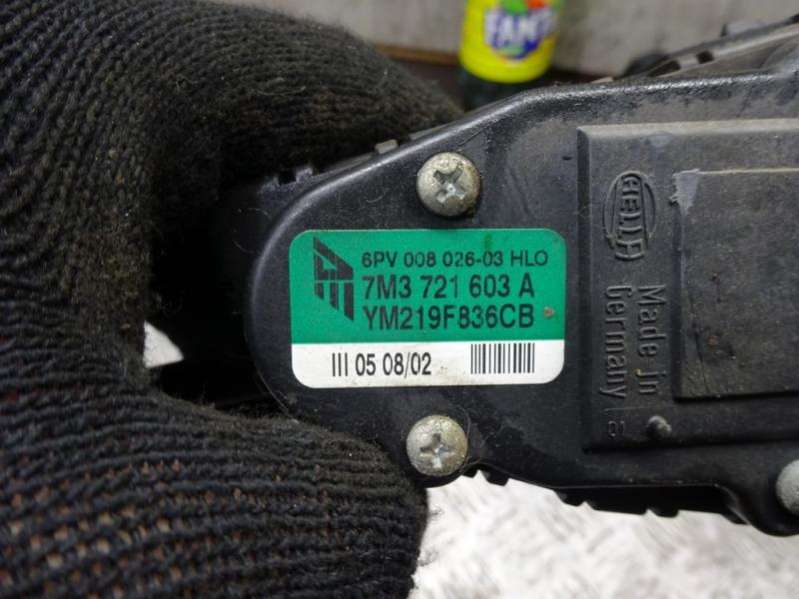 FANTA
6PV 008 026-03 HLO
7M3 721 603 A
YM219F836CB
III 05 08/02
HELLA
Made in
Germany